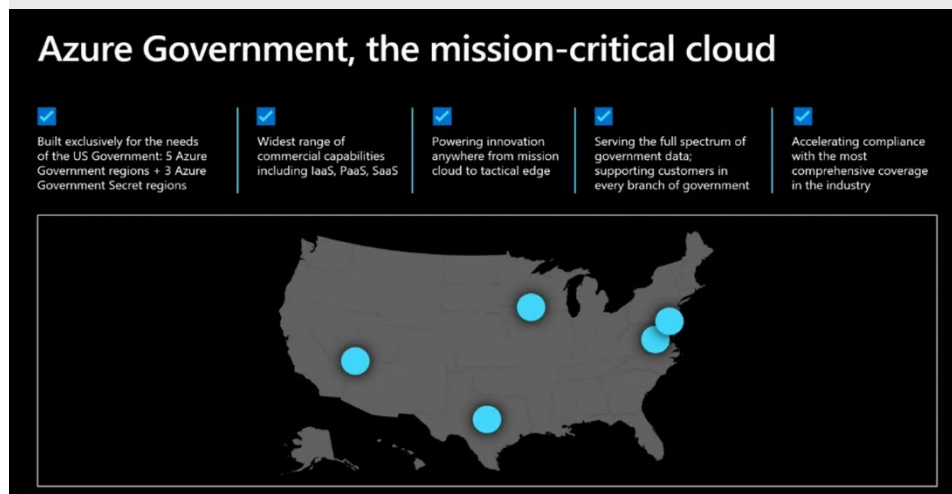 Azure Government, the mission-critical cloud
Built exclusively for the needs
of the US Government: 5 Azure
Government regions + 3 Azure
Government Secret regions
Widest range of
commercial capabilities
including IaaS, PaaS, SaaS
Powering innovation
anywhere from mission
cloud to tactical edge
Serving the full spectrum of
government data;
supporting customers in
every branch of government
Accelerating compliance
with the most
comprehensive coverage
in the industry